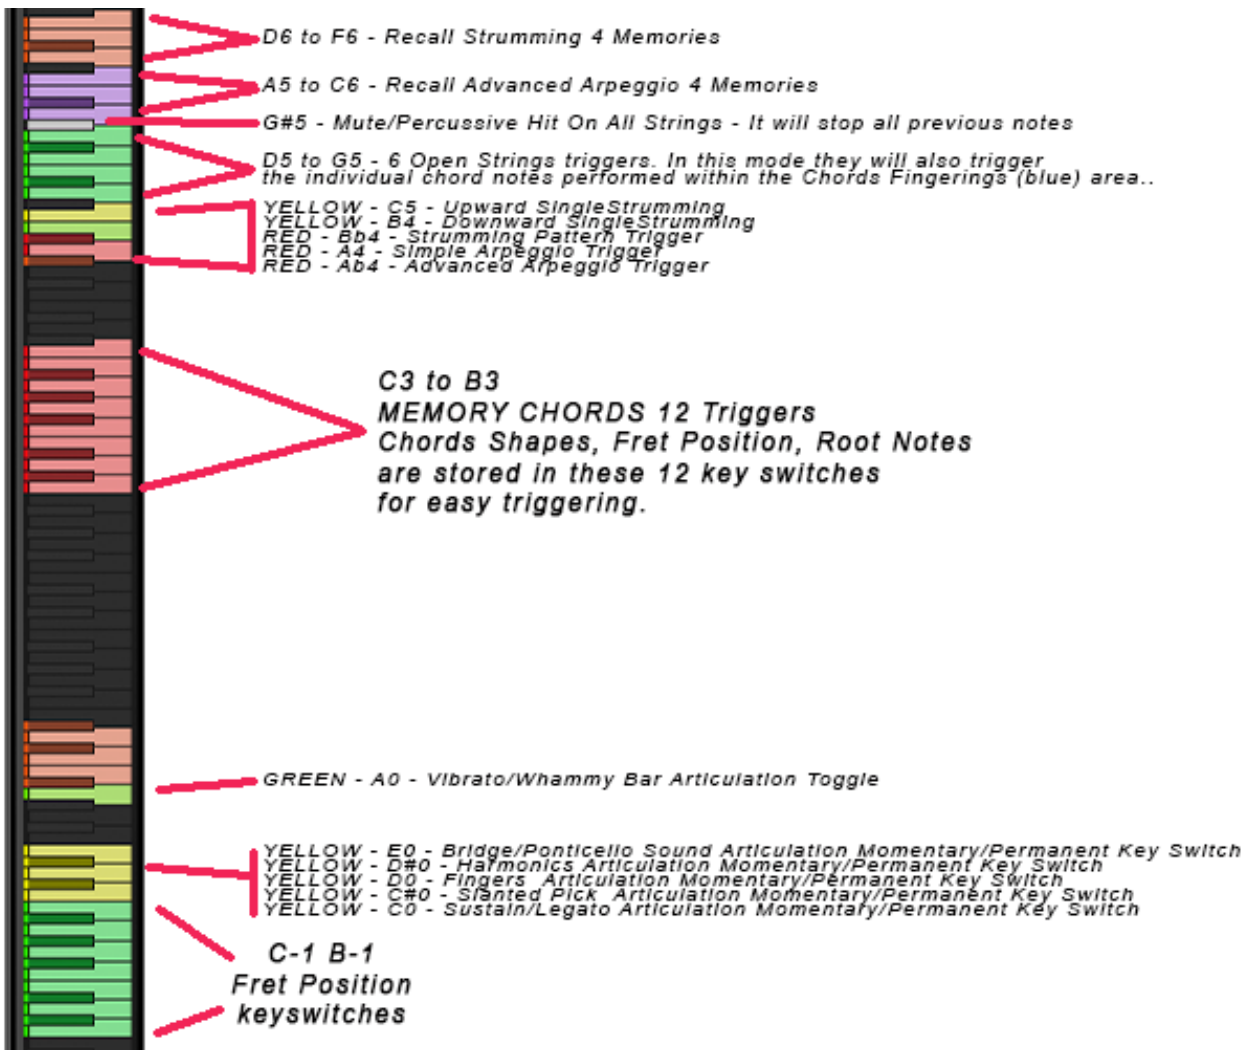 D6 to F6 - Recall Strumming 4 Memories
A5 to C6 - Recall Advanced Arpeggio 4 Memories
G#5 - Mute/Percussive Hit On All Strings - It will stop all previous notes
D5 to G5 - 6 Open Strings triggers. In this mode they will also trigger
the individual chord notes performed within the Chords Fingerings (blue) area..
YELLOW - C5 - Upward SingleStrumming
YELLOW - B4 - Downward SingleStrumming
RED - Bb4 - Strumming Pattern Trigger
RED - A4 - Simple Arpeggio Trigger
RED - Ab4 - Advanced Arpeggio Trigger
C3 to B3
MEMORY CHORDS 12 Triggers
Chords Shapes, Fret Position, Root Notes
are stored in these 12 key switches
for easy triggering.
GREEN - A0 - Vibrato/Whammy Bar Articulation Toggle
YELLOW - E0 - Bridge/Ponticello Sound Articulation Momentary/Permanent Key Switch
YELLOW - D#0 - Harmonics Articulation Momentary/Permanent Key Switch
YELLOW - D0 - Fingers Articulation Momentary/Permanent Key Switch
YELLOW - C#0 - Slanted Pick Articulation Momentary/Permanent Key Switch
YELLOW - C0 - Sustain/Legato Articulation Momentary/Permanent Key Switch
C-1 B-1
Fret Position
keyswitches